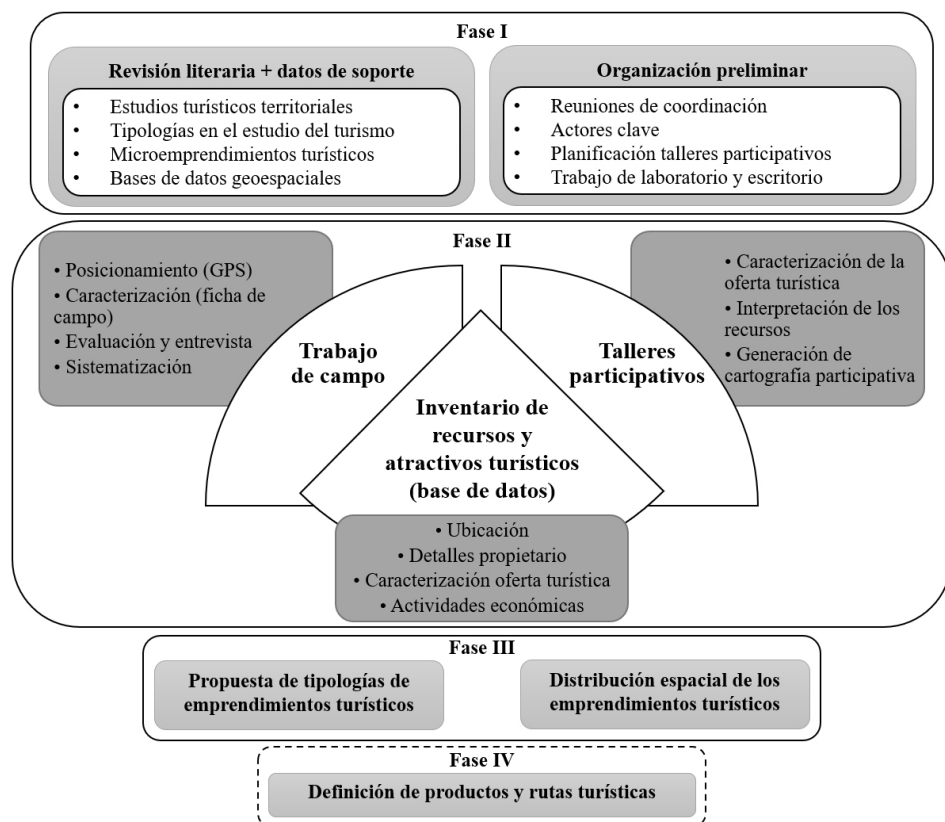 Fase I
Revisión literaria + datos de soporte
• Estudios turísticos territoriales
• Tipologías en el estudio del turismo
• Microemprendimientos turísticos
• Bases de datos geoespaciales
Organización preliminar
• Reuniones de coordinación
• Actores clave
• Planificación talleres participativos
• Trabajo de laboratorio y escritorio
Fase II
• Posicionamiento (GPS)
• Caracterización (ficha de
campo)
• Evaluación y entrevista
• Sistematización
Trabajo
de campo
Talleres
participativos
• Caracterización de la
oferta turística
• Interpretación de los
recursos
• Generación de
cartografía participativa
Inventario de
recursos y
atractivos turísticos
(base de datos)
• Ubicación
• Detalles propietario
• Caracterización oferta turística
• Actividades económicas
Fase III
Propuesta de tipologías de
emprendimientos turísticos
Distribución espacial de los
emprendimientos turísticos
Fase IV
Definición de productos y rutas turísticas